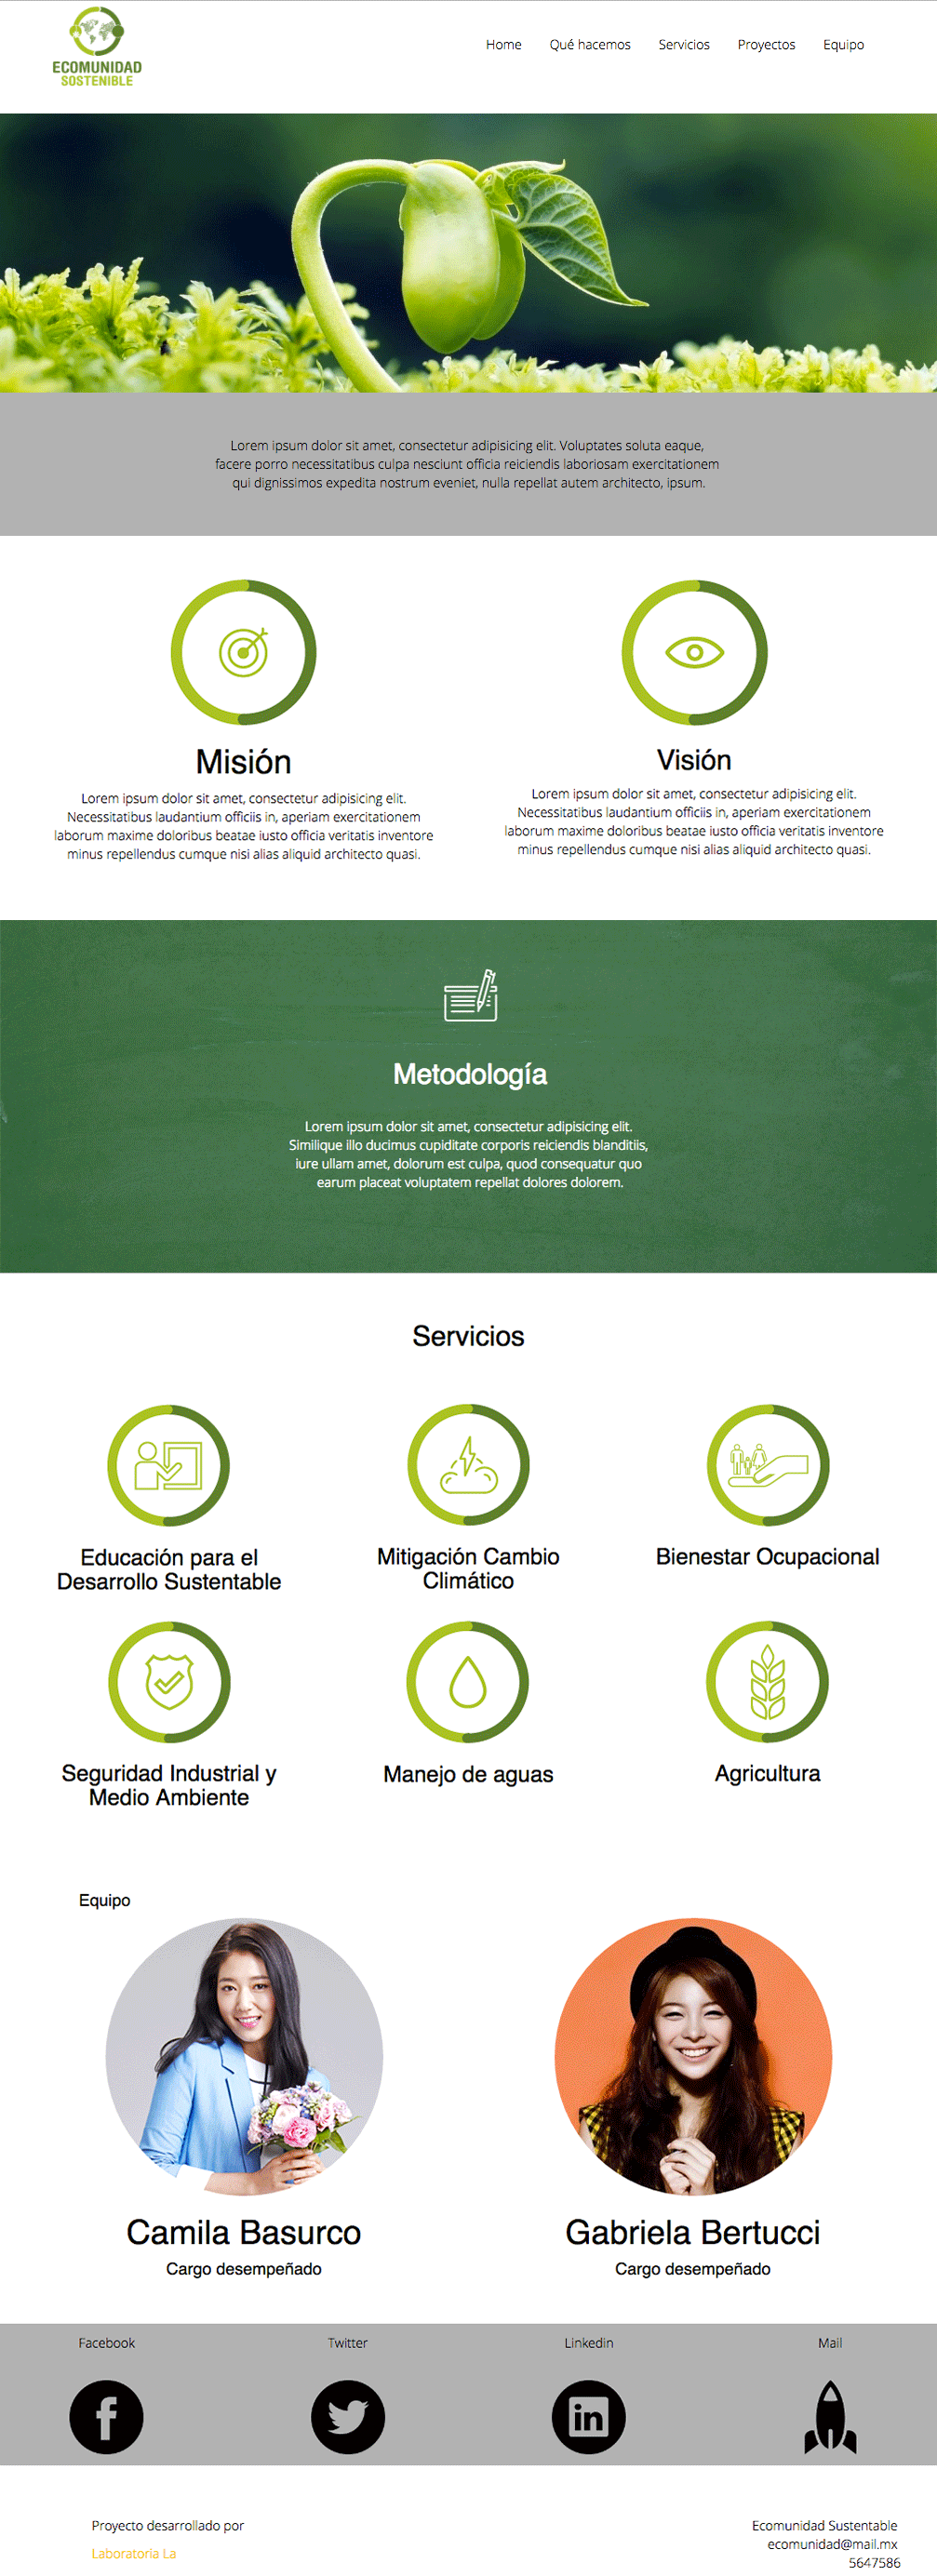 ECOMUNIDAD
SOSTENIBLE
Home Qué hacemos Servicios Proyectos Equipo
Lorem ipsum dolor sit amet, consectetur adipisicing elit. Voluptates soluta eaque,
facere porro necessitatibus culpa nesciunt officia reiciendis laboriosam exercitationem
qui dignissimos expedita nostrum eveniet, nulla repellat autem architecto, ipsum.
Misión
Lorem ipsum dolor sit amet, consectetur adipisicing elit.
Necessitatibus laudantium officiis in, aperiam exercitationem
laborum maxime doloribus beatae iusto officia veritatis inventore
minus repellendus cumque nisi alias aliquid architecto quasi.
Visión
Lorem ipsum dolor sit amet, consectetur adipisicing elit.
Necessitatibus laudantium officiis in, aperiam exercitationem
laborum maxime doloribus beatae iusto officia veritatis inventore
minus repellendus cumque nisi alias aliquid architecto quasi.
Metodología
Lorem ipsum dolor sit amet, consectetur adipisicing elit.
Similique illo ducimus cupiditate corporis reiciendis blanditiis,
iure ullam amet, dolorum est culpa, quod consequatur quo
earum placeat voluptatem repellat dolores dolorem.
Servicios
Educación para el
Desarrollo Sustentable
Mitigación Cambio
Climático
Bienestar Ocupacional
Seguridad Industrial y
Medio Ambiente
Manejo de aguas
Agricultura
Equipo
Camila Basurco
Cargo desempeñado
Gabriela Bertucci
Cargo desempeñado
Facebook
Twitter
Linkedin
Mail
Proyecto desarrollado por
Laboratoria La
Ecomunidad Sustentable
ecomunidad@mail.mx
5647586